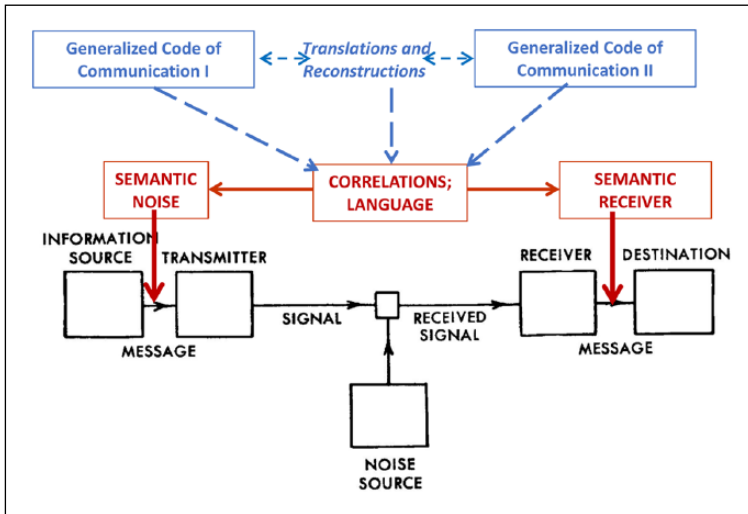 Generalized Code of
Communication I
Translations and
Reconstructions
Generalized Code of
Communication II
SEMANTIC
NOISE
CORRELATIONS;
LANGUAGE
SEMANTIC
RECEIVER
INFORMATION
SOURCE
TRANSMITTER
RECEIVER
DESTINATION
SIGNAL
RECEIVED
SIGNAL
MESSAGE
MESSAGE
NOISE
SOURCE